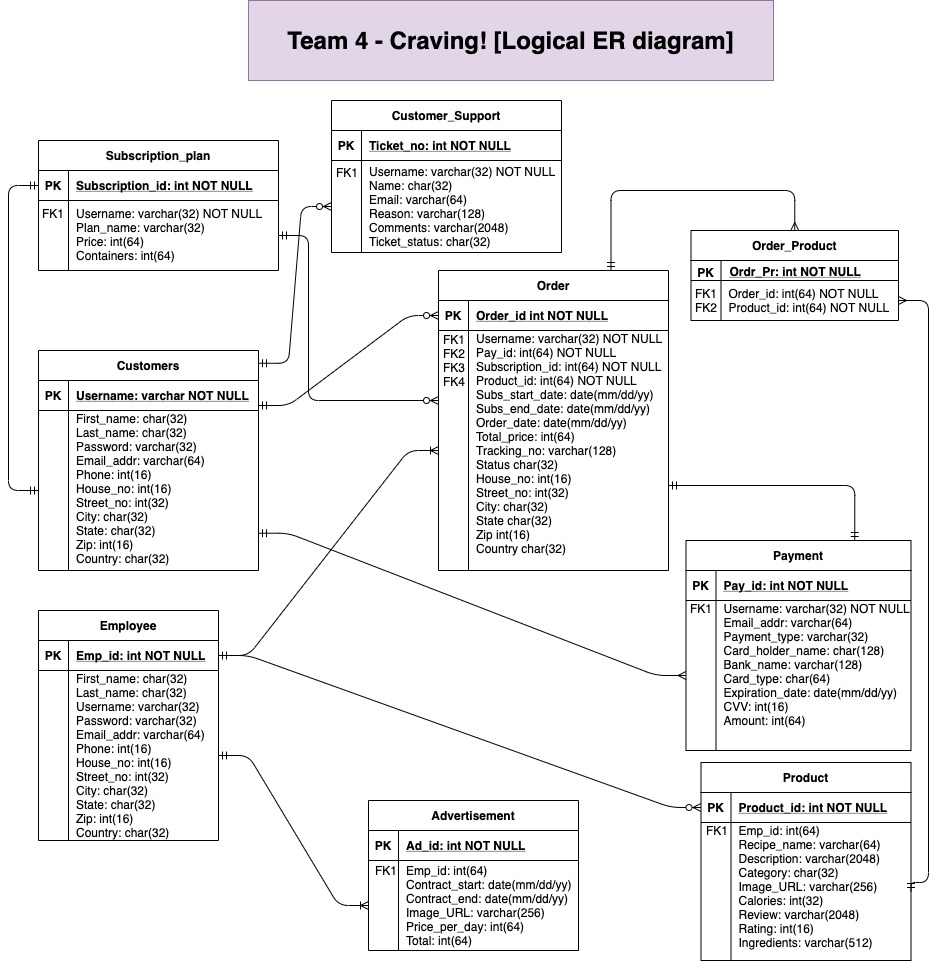 Team 4 - Craving! [Logical ER diagram]
Customer_Support
PK Ticket_no: int NOT NULL
FK1 Username: varchar(32) NOT NULL
Name: char(32)
Email: varchar(64)
Reason: varchar(128)
Comments: varchar(2048)
Ticket_status: char(32)
Subscription_plan
PK Subscription_id: int NOT NULL
FK1 Username: varchar(32) NOT NULL
Plan_name: varchar(32)
Price: int(64)
Containers: int(64)
Order_Product
PK Ordr_Pr: int NOT NULL
FK1 Order_id: int(64) NOT NULL
FK2 Product_id: int(64) NOT NULL
Order
PK Order_id int NOT NULL
FK1 Username: varchar(32) NOT NULL
FK2 Pay_id: int(64) NOT NULL
FK3 Subscription_id: int(64) NOT NULL
FK4 Product_id: int(64) NOT NULL
Subs_start_date: date(mm/dd/yy)
Subs_end_date: date(mm/dd/yy)
Order_date: date(mm/dd/yy)
Total_price: int(64)
Tracking_no: varchar(128)
Status char(32)
House_no: int(16)
Street_no: int(32)
City: char(32)
State char(32)
Zip int(16)
Country char(32)
Customers
PK Username: varchar NOT NULL
First_name: char(32)
Last_name: char(32)
Password: varchar(32)
Email_addr: varchar(64)
Phone: int(16)
House_no: int(16)
Street_no: int(32)
City: char(32)
State: char(32)
Zip: int(16)
Country: char(32)
Payment
PK Pay_id: int NOT NULL
FK1 Username: varchar(32) NOT NULL
Email_addr: varchar(64)
Payment_type: varchar(32)
Card_holder_name: char(128)
Bank_name: varchar(128)
Card_type: char(64)
Expiration_date: date(mm/dd/yy)
CVV: int(16)
Amount: int(64)
Employee
PK Emp_id: int NOT NULL
First_name: char(32)
Last_name: char(32)
Username: varchar(32)
Password: varchar(32)
Email_addr: varchar(64)
Phone: int(16)
House_no: int(16)
Street_no: int(32)
City: char(32)
State: char(32)
Zip: int(16)
Country: char(32)
Product
PK Product_id: int NOT NULL
FK1 Emp_id: int(64)
Recipe_name: varchar(64)
Description: varchar(2048)
Category: char(32)
Image_URL: varchar(256)
Calories: int(32)
Review: varchar(2048)
Rating: int(16)
Ingredients: varchar(512)
Advertisement
PK Ad_id: int NOT NULL
FK1 Emp_id: int(64)
Contract_start: date(mm/dd/yy)
Contract_end: date(mm/dd/yy)
Image_URL: varchar(256)
Price_per_day: int(64)
Total: int(64)